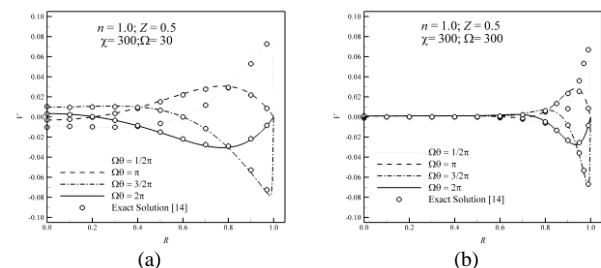 0.10
n = 1.0; Z = 0.5
0.08
χ= 300;Ω= 30
0.06
0.04
0.02
V
0.00
-0.02
-0.04
Ωθ = 1/2π
Ωθ = π
-0.06
Ωθ = 3/2π
-0.08
Ωθ = 2π
Exact Solution [14]
-0.10
0.0 0.2 0.4 0.6 0.8 1.0
R
(a)
0.10
n = 1.0; Z = 0.5
0.08
χ= 300; Ω= 300
0.06
0.04
0.02
V
0.00
-0.02
-0.04
Ωθ = 1/2π
Ωθ = π
-0.06
Ωθ = 3/2π
-0.08
Ωθ = 2π
Exact Solution [14]
-0.10
0.0 0.2 0.4 0.6 0.8 1.0
R
(b)